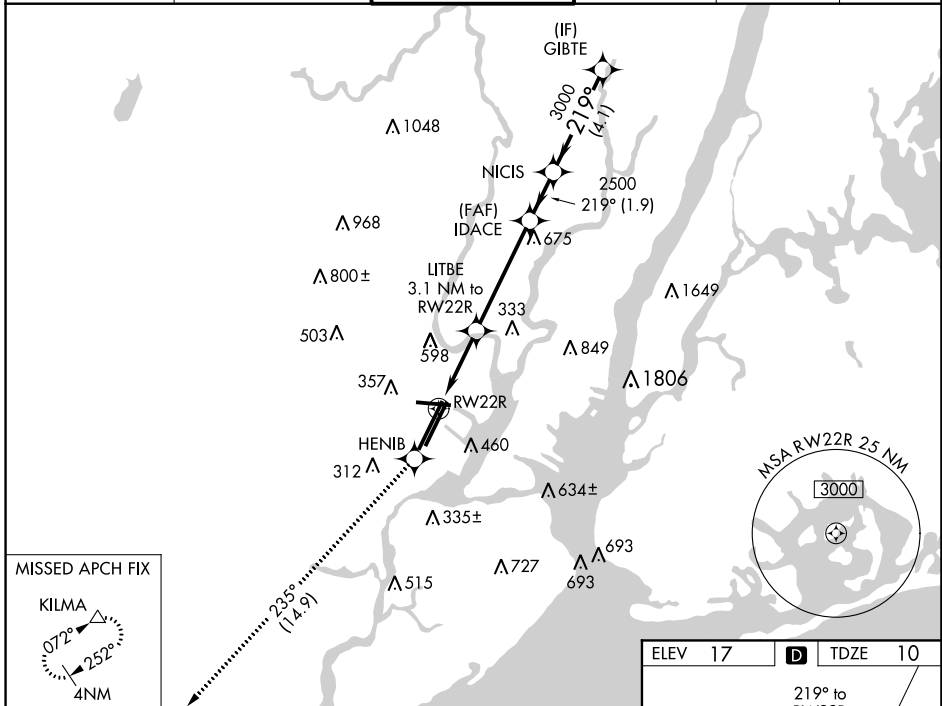 (IF)
GIBTE
3000
219°
(4.1)
1048
NICIS
2500
219° (1.9)
(FAF)
IDACE
675
968
LITBE
3.1 NM to
RW22R
800±
1649
333
503
598
849
1806
357
RW22R
HENIB
460
312
MSA RW22R 25 NM
3000
634±
335±
693
693
727
515
235°
(14.9)
MISSED APCH FIX
KILMA
072°
252°
4NM
ELEV 17 D TDZE 10
219° to